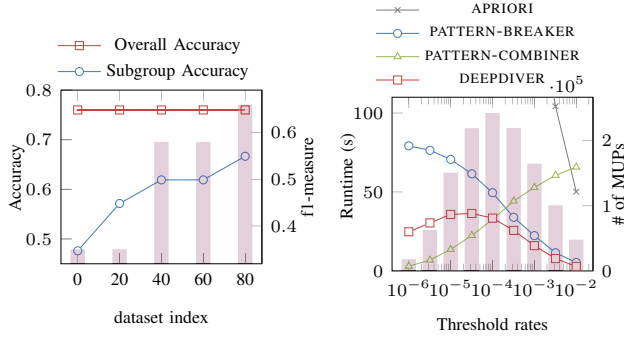 Overall Accuracy
Subgroup Accuracy
0.8
0.7
0.6
0.5
Accuracy
0.6
0.5
0.4
f1-measure
0 20 40 60 80
dataset index
APRIORI
PATTERN-BREAKER
PATTERN-COMBINER
DEEPDIVER
·10⁵
100
50
0
Runtime (s)
2
1
0
# of MUPs
10⁻⁶ 10⁻⁵ 10⁻⁴ 10⁻³ 10⁻²
Threshold rates